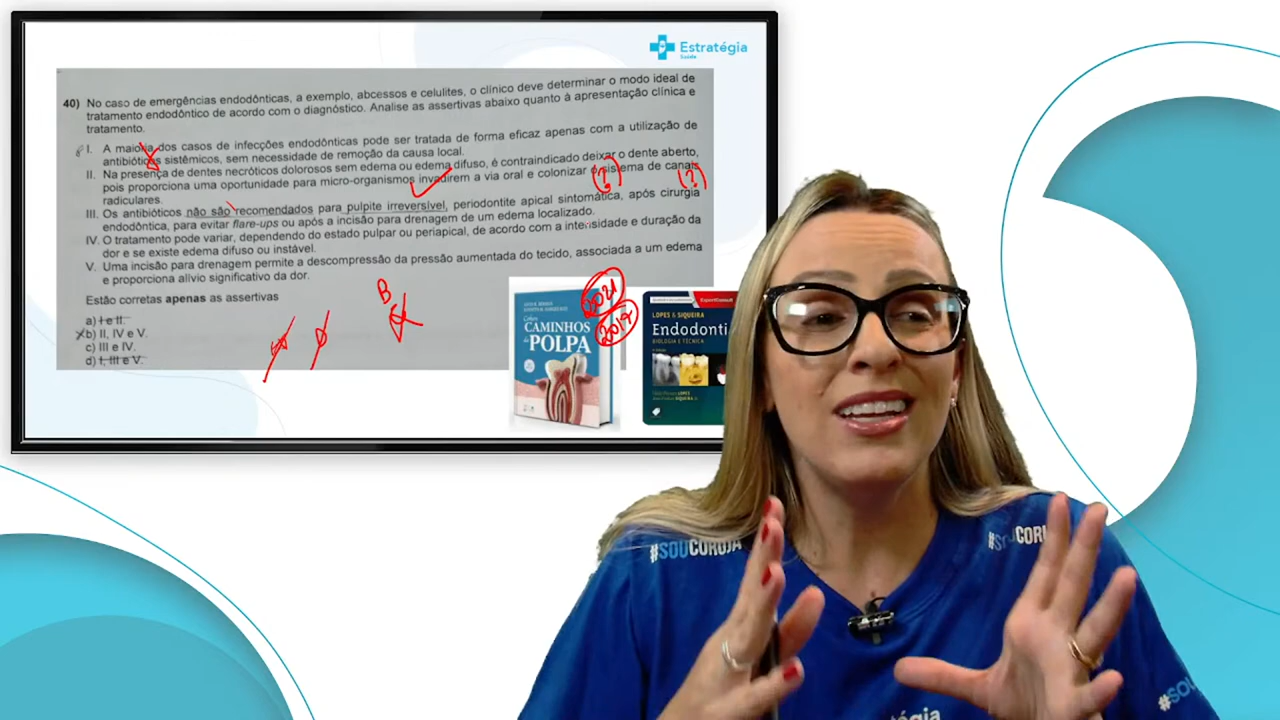 Estratégia
Saúde
40) No caso de emergências endodônticas, a exemplo, abcessos e celulites, o clínico deve determinar o modo ideal de
tratamento endodôntico de acordo com o diagnóstico. Analise as assertivas abaixo quanto à apresentação clínica e
tratamento.
I. A maioria dos casos de infecções endodônticas pode ser tratada de forma eficaz apenas com a utilização de
antibióticos sistêmicos, sem necessidade de remoção da causa local.
II. Na presença de dentes necróticos dolorosos sem edema ou edema difuso, é contraindicado deixar o dente aberto,
pois proporciona uma oportunidade para micro-organismos invadirem a via oral e colonizar o sistema de canais
radiculares.
III. Os antibióticos não são recomendados para pulpite irreversível, periodontite apical sintomática, após cirurgia
endodôntica, para evitar flare-ups ou após a incisão para drenagem de um edema localizado.
IV. O tratamento pode variar, dependendo do estado pulpar ou periapical, de acordo com a intensidade e duração da
dor e se existe edema difuso ou instável.
V. Uma incisão para drenagem permite a descompressão da pressão aumentada do tecido, associada a um edema
e proporciona alívio significativo da dor.
Estão corretas apenas as assertivas
a) I e II.
b) II, IV e V.
c) III e IV.
d) I, III e V.
(?) (?)
B
2021
2019
CAMINHOS
da POLPA
LOPES & SIQUEIRA
Endodonti
BIOLOGIA E TÉCNICA
#SOUCORUJA
#SOUCORU
#SOU